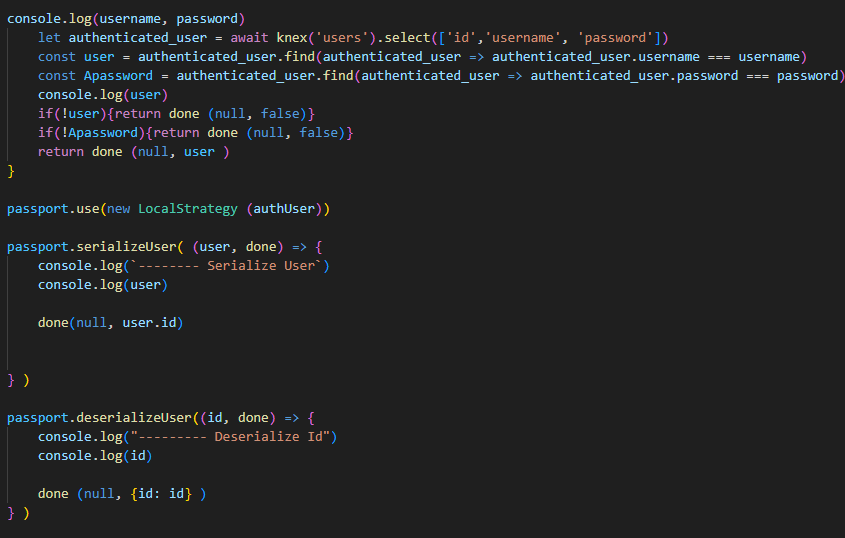 console.log(username, password)
let authenticated_user = await knex('users').select(['id','username', 'password'])
const user = authenticated_user.find(authenticated_user => authenticated_user.username === username)
const Apassword = authenticated_user.find(authenticated_user => authenticated_user.password === password)
console.log(user)
if(!user){return done (null, false)}
if(!Apassword){return done (null, false)}
return done (null, user )
}
passport.use(new LocalStrategy (authUser))
passport.serializeUser( (user, done) => {
console.log(`-------- Serialize User`)
console.log(user)
done(null, user.id)
} )
passport.deserializeUser((id, done) => {
console.log("--------- Deserialize Id")
console.log(id)
done (null, {id: id} )
} )